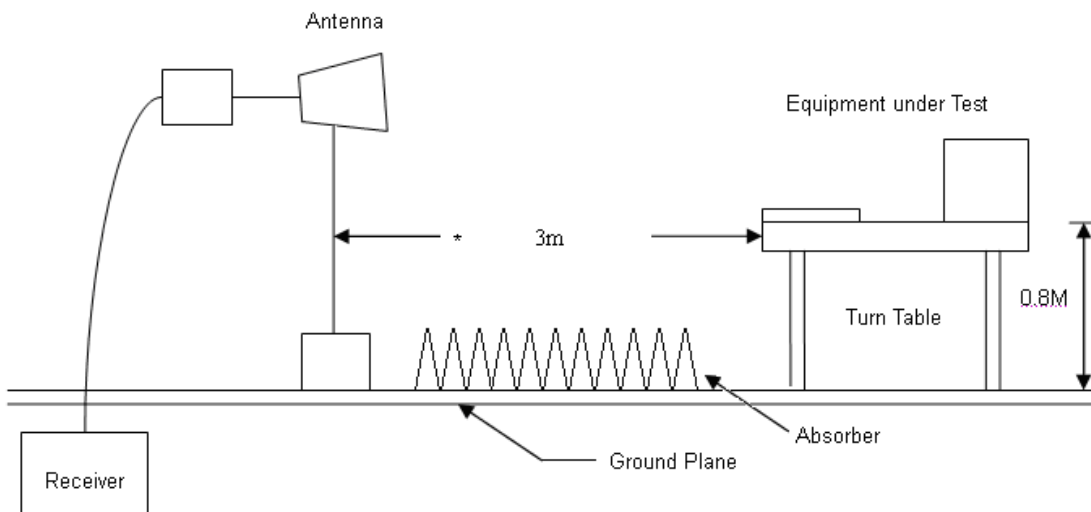 Antenna
Equipment under Test
* 3m
0.8M
Turn Table
Absorber
Ground Plane
Receiver